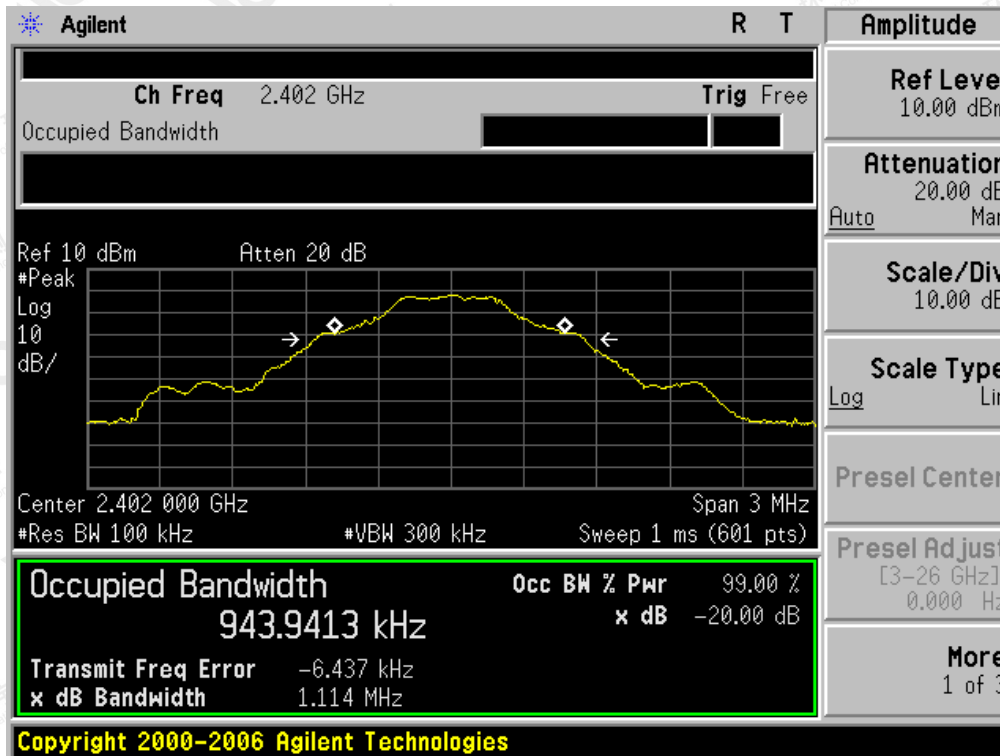 Agilent R T
Ch Freq 2.402 GHz Trig Free
Occupied Bandwidth
Ref 10 dBm Atten 20 dB
#Peak
Log
10
dB/
Center 2.402 000 GHz Span 3 MHz
#Res BW 100 kHz #VBW 300 kHz Sweep 1 ms (601 pts)
Occupied Bandwidth
943.9413 kHz
Occ BW % Pwr 99.00 %
x dB -20.00 dB
Transmit Freq Error -6.437 kHz
x dB Bandwidth 1.114 MHz
Copyright 2000-2006 Agilent Technologies
Amplitude
Ref Leve
10.00 dBm
Attenuation
20.00 dB
Auto Man
Scale/Div
10.00 dB
Scale Type
Log Lin
Presel Center
Presel Adjust
[3-26 GHz]
0.000 Hz
More
1 of 3